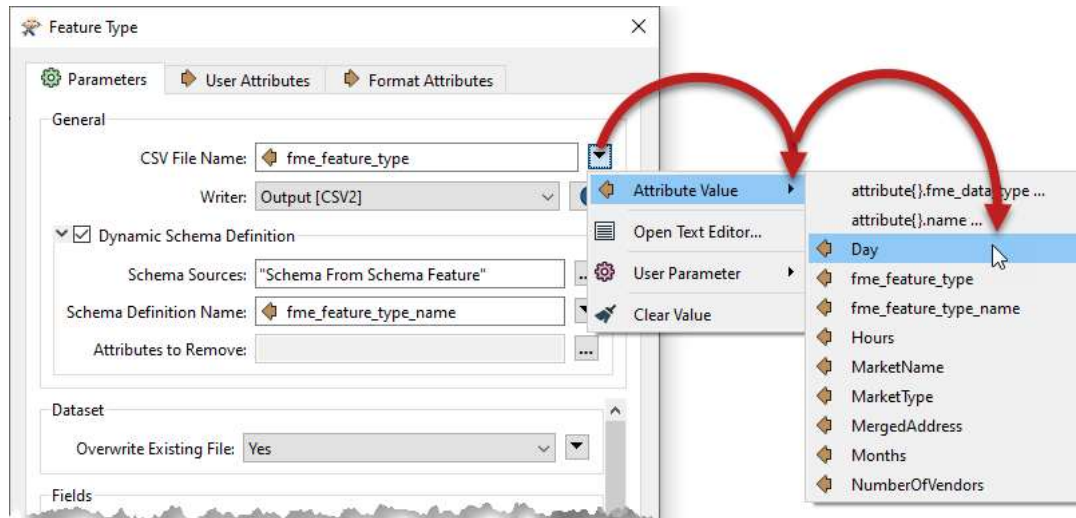 Feature Type
Parameters
User Attributes
Format Attributes
General
CSV File Name: fme_feature_type
Writer: Output [CSV2]
Dynamic Schema Definition
Schema Sources: "Schema From Schema Feature"
...
Schema Definition Name: fme_feature_type_name
Attributes to Remove:
...
Dataset
Overwrite Existing File: Yes
Fields
Attribute Value
Open Text Editor...
User Parameter
Clear Value
attribute{}.fme_data_type ...
attribute{}.name ...
Day
fme_feature_type
fme_feature_type_name
Hours
MarketName
MarketType
MergedAddress
Months
NumberOfVendors